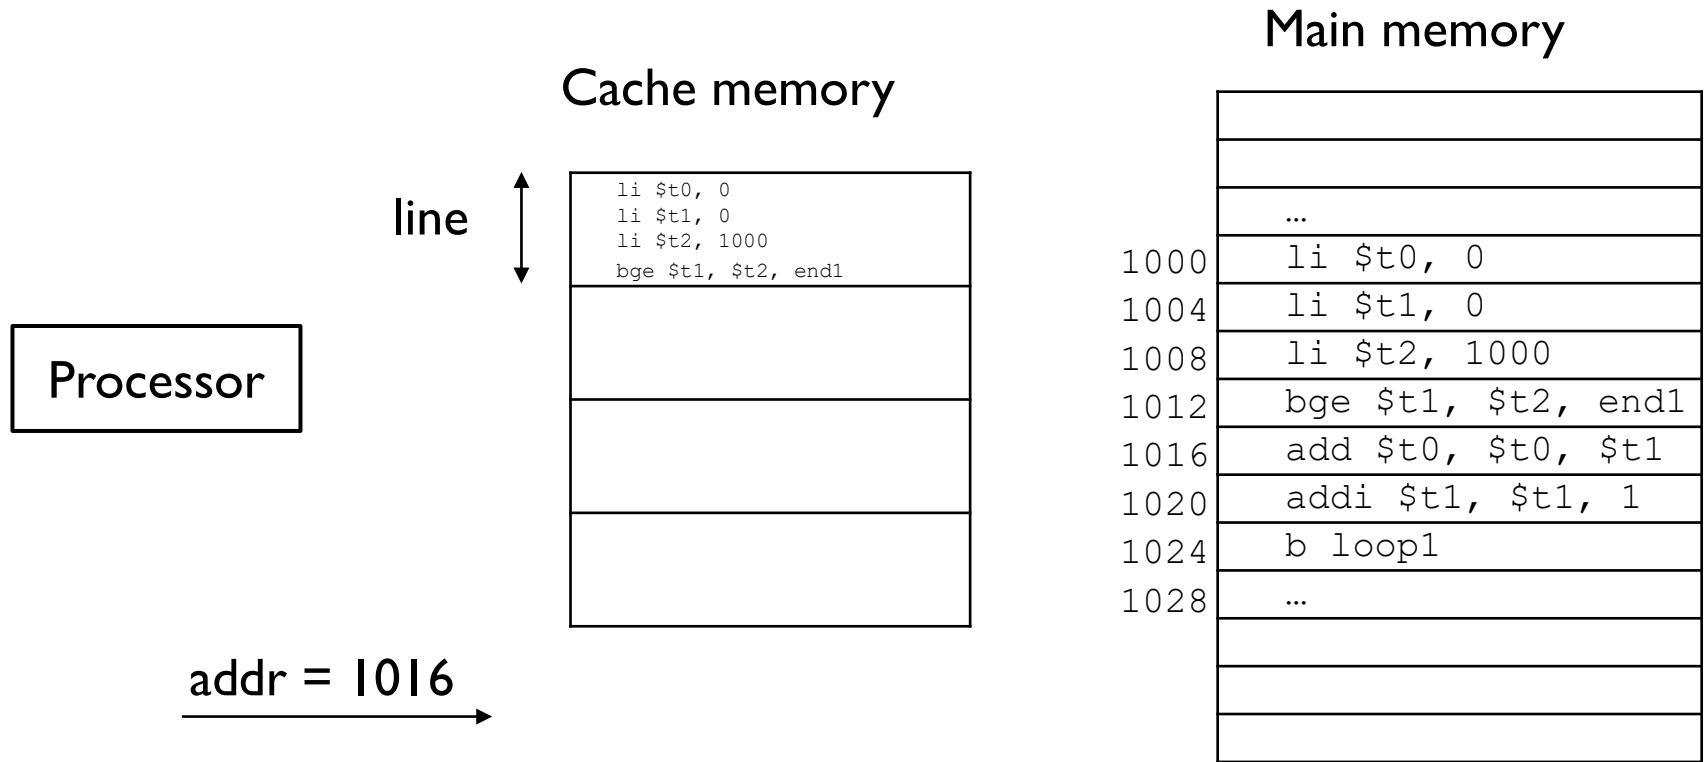 Main memory
Cache memory
line
li $t0, 0
li $t1, 0
li $t2, 1000
bge $t1, $t2, end1
Processor
addr = 1016
…
1000 li $t0, 0
1004 li $t1, 0
1008 li $t2, 1000
1012 bge $t1, $t2, end1
1016 add $t0, $t0, $t1
1020 addi $t1, $t1, 1
1024 b loop1
1028 …